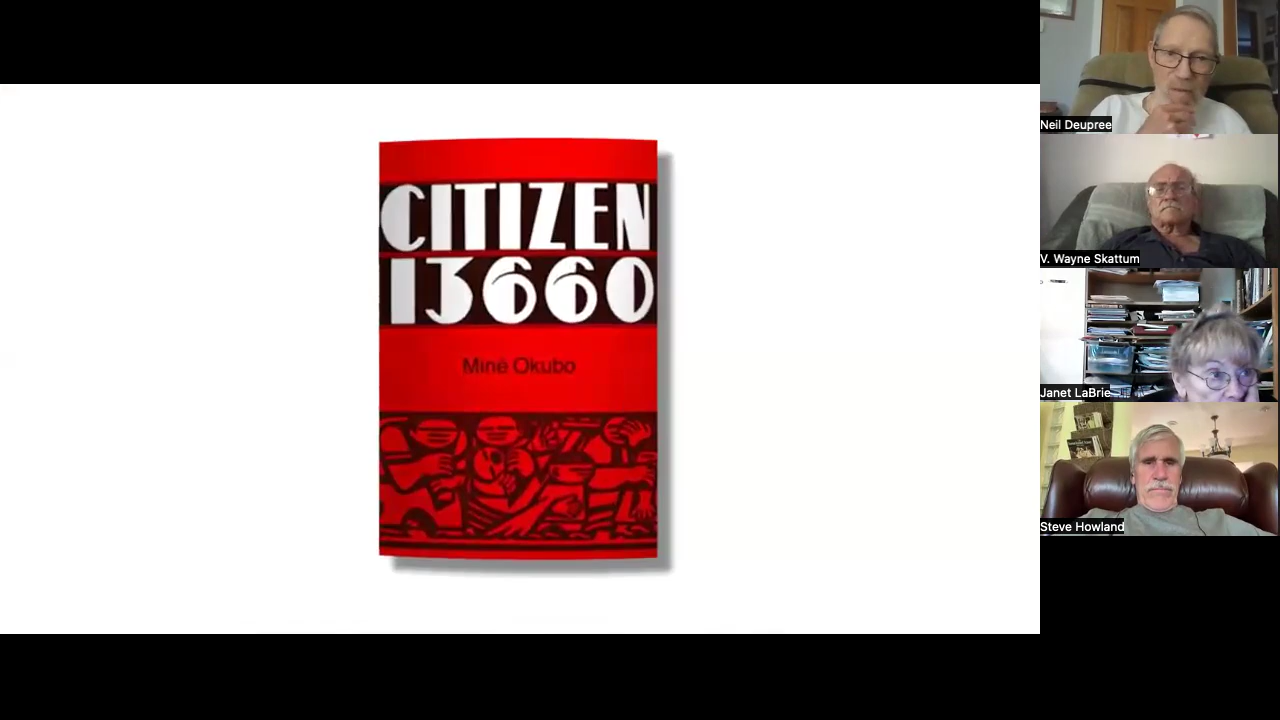 CITIZEN
13660
Miné Okubo
Neil Deupree
V. Wayne Skattum
Janet LaBrie
Steve Howland